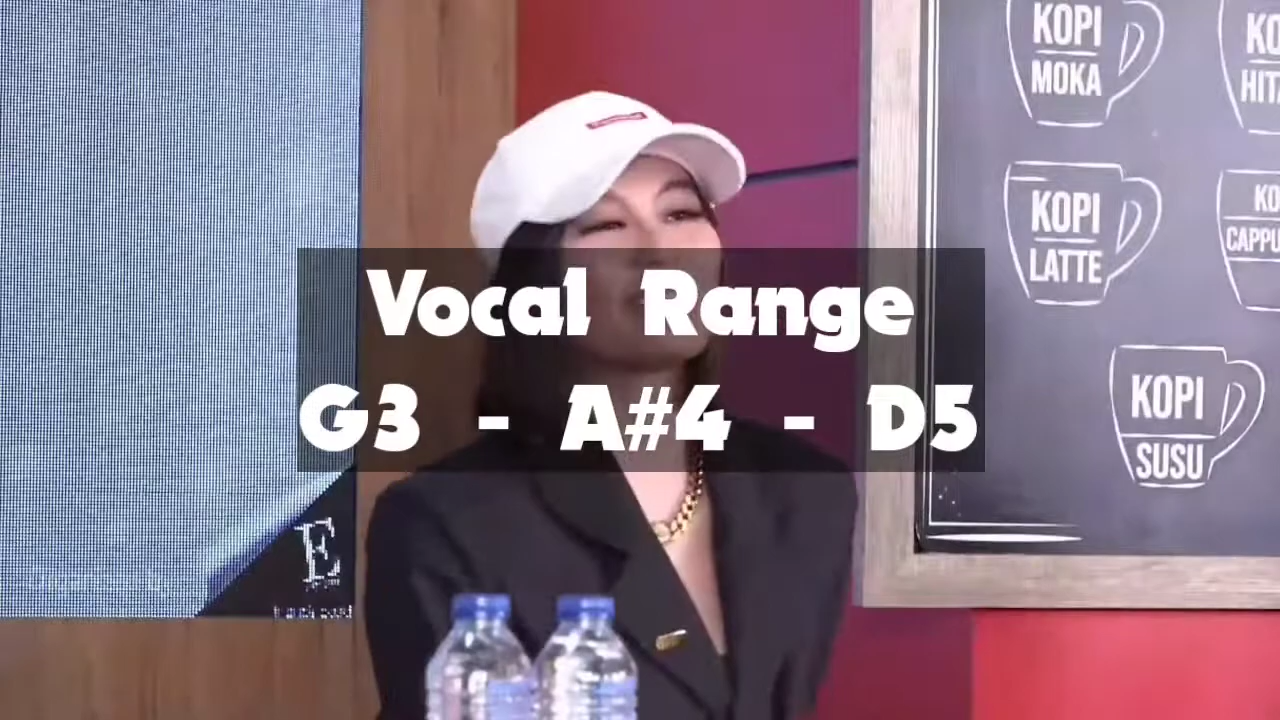 Vocal Range
G3 - A#4 - D5
KOPI
MOKA
KOPI
LATTE
KOPI
SUSU
E